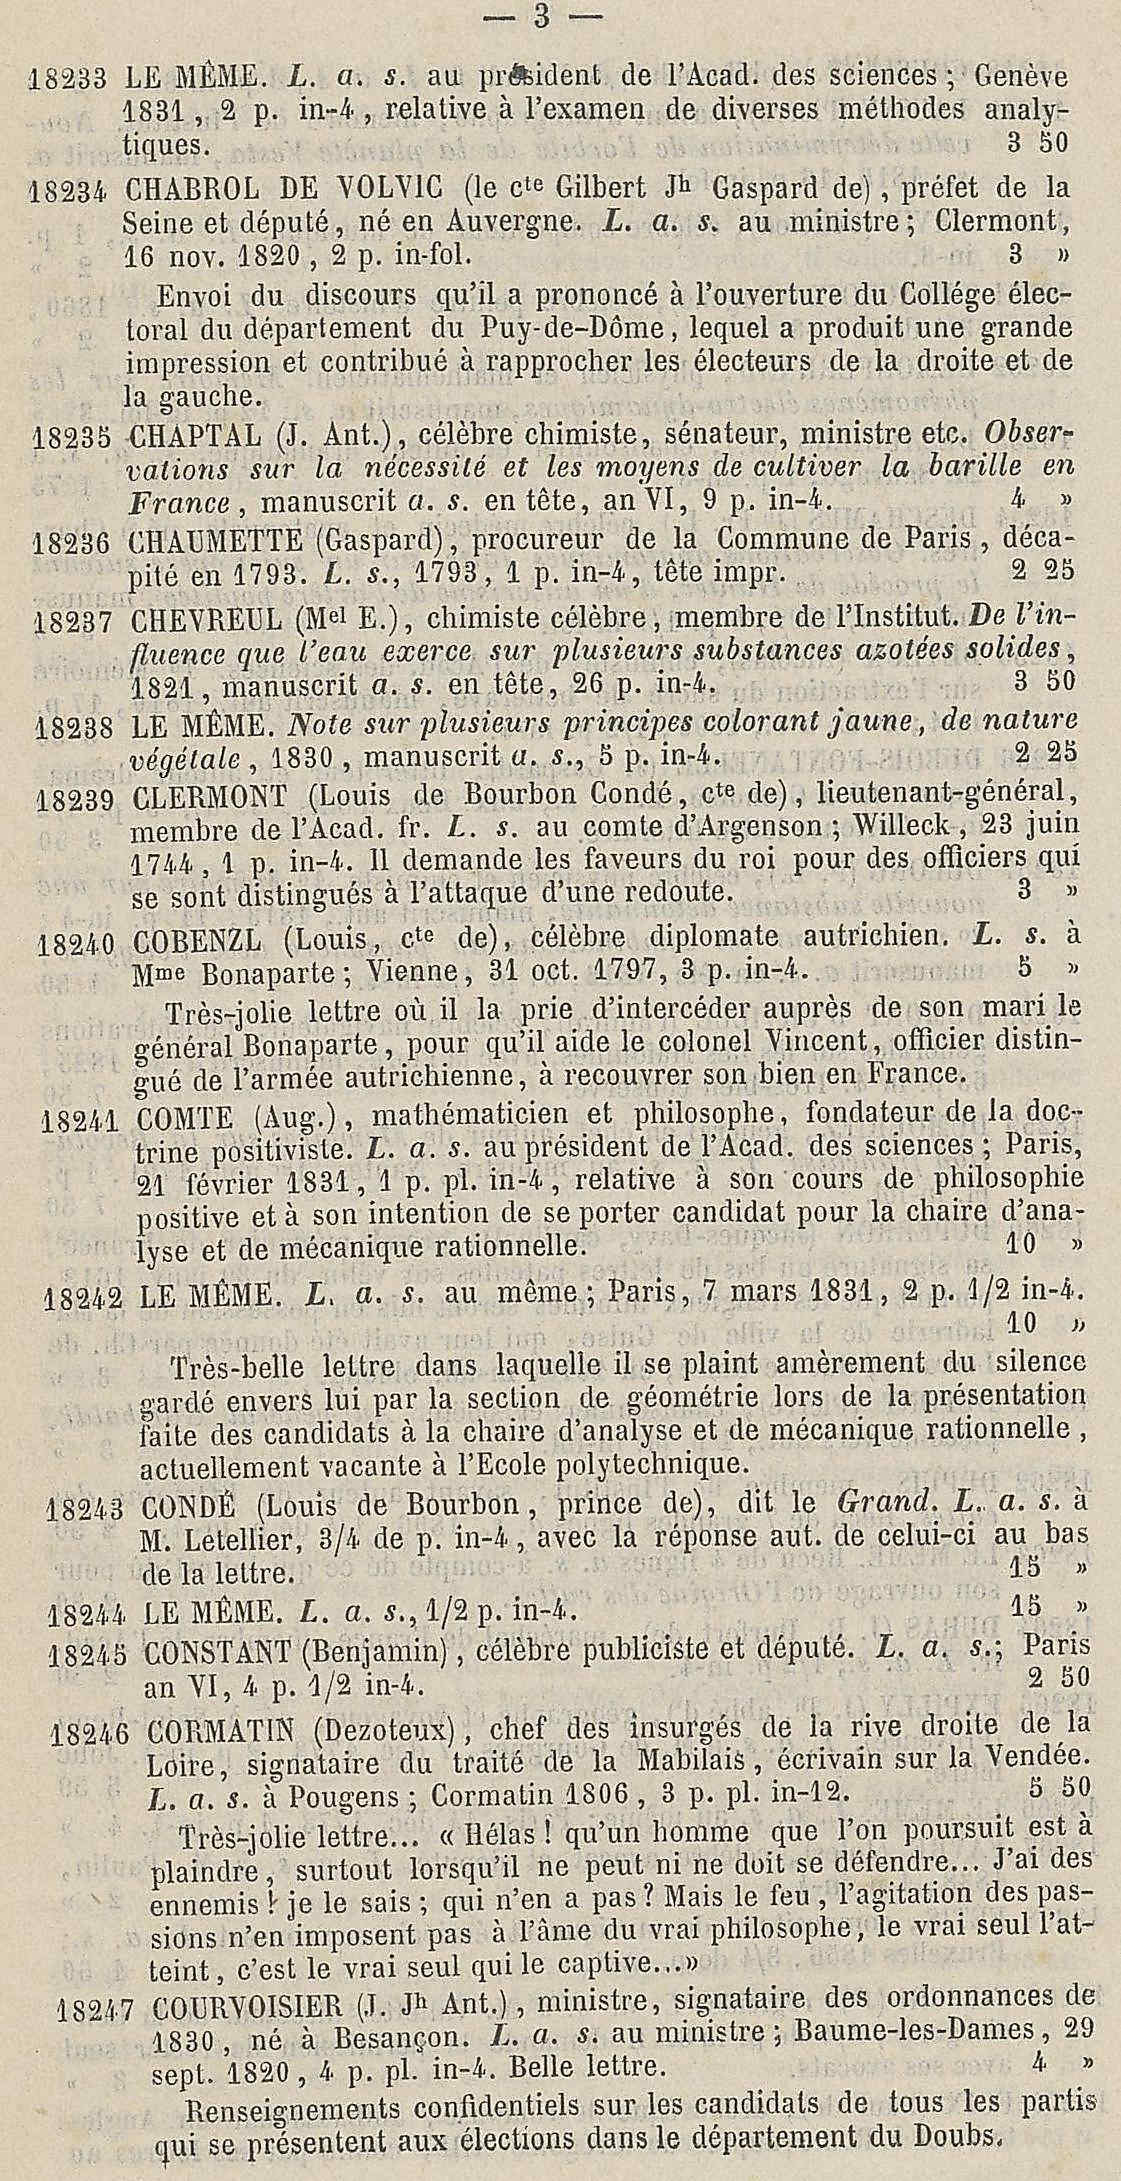 — 3 —
18233 LE MÊME. L. a. s. au président de l'Acad. des sciences ; Genève
1831, 2 p. in-4, relative à l'examen de diverses méthodes analy-
tiques. 3 50
18234 CHABROL DE VOLVIC (le cte Gilbert Jh Gaspard de), préfet de la
Seine et député, né en Auvergne. L. a. s. au ministre ; Clermont,
16 nov. 1820, 2 p. in-fol. 3 »
Envoi du discours qu'il a prononcé à l'ouverture du Collége élec-
toral du département du Puy-de-Dôme, lequel a produit une grande
impression et contribué à rapprocher les électeurs de la droite et de
la gauche.
18235 CHAPTAL (J. Ant.), célèbre chimiste, sénateur, ministre etc. Obser-
vations sur la nécessité et les moyens de cultiver la barille en
France, manuscrit a. s. en tête, an VI, 9 p. in-4. 4 »
18236 CHAUMETTE (Gaspard), procureur de la Commune de Paris, déca-
pité en 1793. L. s., 1793, 1 p. in-4, tête impr. 2 25
18237 CHEVREUL (Mel E.), chimiste célèbre, membre de l'Institut. De l'in-
fluence que l'eau exerce sur plusieurs substances azotées solides,
1821, manuscrit a. s. en tête, 26 p. in-4. 3 50
18238 LE MÊME. Note sur plusieurs principes colorant jaune, de nature
végétale, 1830, manuscrit a. s., 5 p. in-4. 2 25
18239 CLERMONT (Louis de Bourbon Condé, cte de), lieutenant-général,
membre de l'Acad. fr. L. s. au comte d'Argenson ; Willeck, 23 juin
1744, 1 p. in-4. Il demande les faveurs du roi pour des officiers qui
se sont distingués à l'attaque d'une redoute. 3 »
18240 COBENZL (Louis, cte de), célèbre diplomate autrichien. L. s. à
Mme Bonaparte ; Vienne, 31 oct. 1797, 3 p. in-4. 5 »
Très-jolie lettre où il la prie d'intercéder auprès de son mari le
général Bonaparte, pour qu'il aide le colonel Vincent, officier distin-
gué de l'armée autrichienne, à recouvrer son bien en France.
18241 COMTE (Aug.), mathématicien et philosophe, fondateur de la doc-
trine positiviste. L. a. s. au président de l'Acad. des sciences ; Paris,
21 février 1831, 1 p. pl. in-4, relative à son cours de philosophie
positive et à son intention de se porter candidat pour la chaire d'ana-
lyse et de mécanique rationnelle. 10 »
18242 LE MÊME. L. a. s. au même ; Paris, 7 mars 1831, 2 p. 1/2 in-4.
10 »
Très-belle lettre dans laquelle il se plaint amèrement du silence
gardé envers lui par la section de géométrie lors de la présentation
faite des candidats à la chaire d'analyse et de mécanique rationnelle,
actuellement vacante à l'Ecole polytechnique.
18243 CONDÉ (Louis de Bourbon, prince de), dit le Grand. L. a. s. à
M. Letellier, 3/4 de p. in-4, avec la réponse aut. de celui-ci au bas
de la lettre. 15 »
18244 LE MÊME. L. a. s., 1/2 p. in-4. 15 »
18245 CONSTANT (Benjamin), célèbre publiciste et député. L. a. s.; Paris
an VI, 4 p. 1/2 in-4. 2 50
18246 CORMATIN (Dezoteux), chef des insurgés de la rive droite de la
Loire, signataire du traité de la Mabilais, écrivain sur la Vendée.
L. a. s. à Pougens ; Cormatin 1806, 3 p. pl. in-12. 5 50
Très-jolie lettre... « Hélas ! qu'un homme que l'on poursuit est à
plaindre, surtout lorsqu'il ne peut ni ne doit se défendre... J'ai des
ennemis ! je le sais ; qui n'en a pas ? Mais le feu, l'agitation des pas-
sions n'en imposent pas à l'âme du vrai philosophe, le vrai seul l'at-
teint, c'est le vrai seul qui le captive...»
18247 COURVOISIER (J. Jh Ant.), ministre, signataire des ordonnances de
1830, né à Besançon. L. a. s. au ministre ; Baume-les-Dames, 29
sept. 1820, 4 p. pl. in-4. Belle lettre. 4 »
Renseignements confidentiels sur les candidats de tous les partis
qui se présentent aux élections dans le département du Doubs.